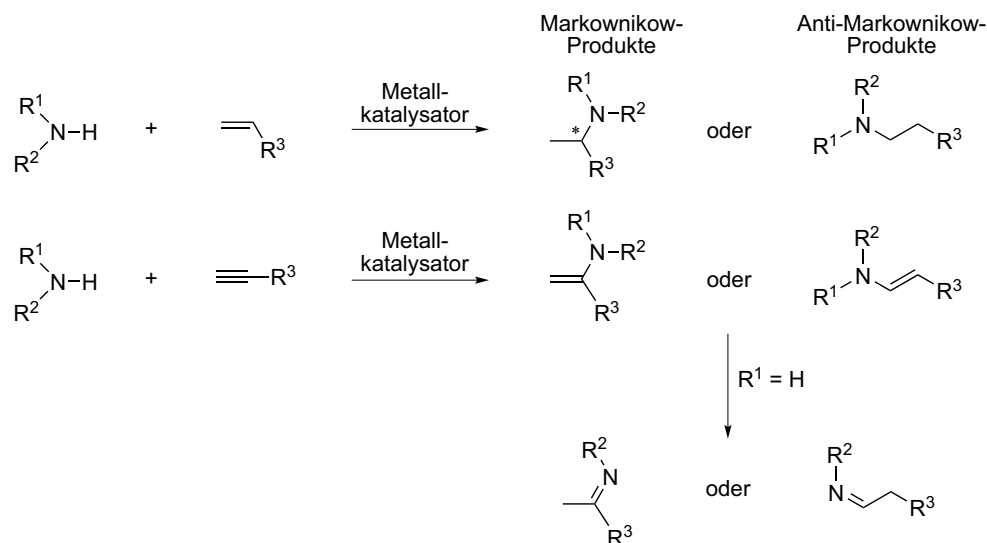 Markownikow-
Produkte
Anti-Markownikow-
Produkte
R¹
N-H
R²
+
R³
Metall-
katalysator
R¹
N-R²
*
R³
oder
R²
N
R¹
R³
R¹
N-H
R²
+
R³
Metall-
katalysator
R¹
N-R²
R³
oder
R²
N
R¹
R³
R¹ = H
R²
N
R³
oder
R²
N
R³